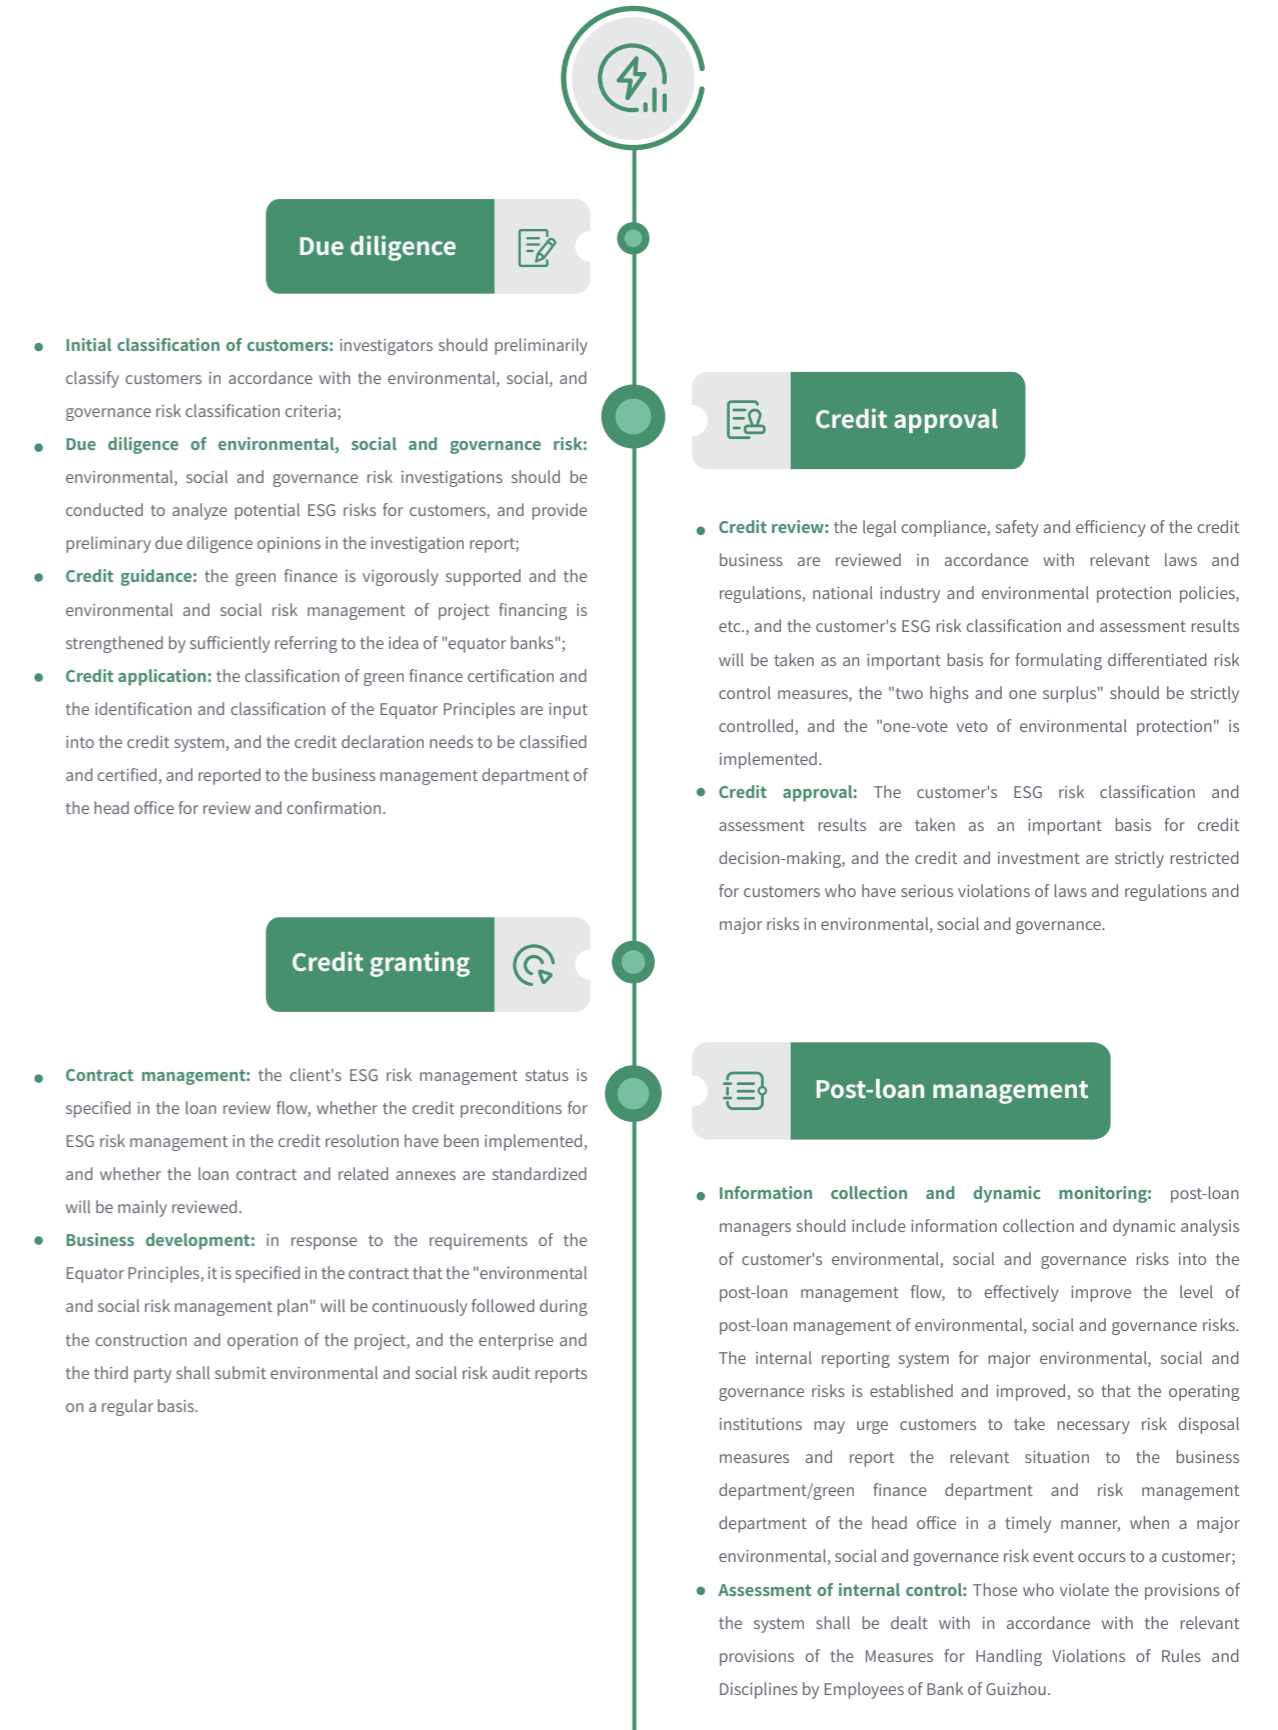 Due diligence
Initial classification of customers: investigators should preliminarily
classify customers in accordance with the environmental, social, and
governance risk classification criteria;
Due diligence of environmental, social and governance risk:
environmental, social and governance risk investigations should be
conducted to analyze potential ESG risks for customers, and provide
preliminary due diligence opinions in the investigation report;
Credit guidance: the green finance is vigorously supported and the
environmental and social risk management of project financing is
strengthened by sufficiently referring to the idea of "equator banks";
Credit application: the classification of green finance certification and
the identification and classification of the Equator Principles are input
into the credit system, and the credit declaration needs to be classified
and certified, and reported to the business management department of
the head office for review and confirmation.
Credit approval
Credit review: the legal compliance, safety and efficiency of the credit
business are reviewed in accordance with relevant laws and
regulations, national industry and environmental protection policies,
etc., and the customer's ESG risk classification and assessment results
will be taken as an important basis for formulating differentiated risk
control measures, the "two highs and one surplus" should be strictly
controlled, and the "one-vote veto of environmental protection" is
implemented.
Credit approval: The customer's ESG risk classification and
assessment results are taken as an important basis for credit
decision-making, and the credit and investment are strictly restricted
for customers who have serious violations of laws and regulations and
major risks in environmental, social and governance.
Credit granting
Contract management: the client's ESG risk management status is
specified in the loan review flow, whether the credit preconditions for
ESG risk management in the credit resolution have been implemented,
and whether the loan contract and related annexes are standardized
will be mainly reviewed.
Business development: in response to the requirements of the
Equator Principles, it is specified in the contract that the "environmental
and social risk management plan" will be continuously followed during
the construction and operation of the project, and the enterprise and
the third party shall submit environmental and social risk audit reports
on a regular basis.
Post-loan management
Information collection and dynamic monitoring: post-loan
managers should include information collection and dynamic analysis
of customer's environmental, social and governance risks into the
post-loan management flow, to effectively improve the level of
post-loan management of environmental, social and governance risks.
The internal reporting system for major environmental, social and
governance risks is established and improved, so that the operating
institutions may urge customers to take necessary risk disposal
measures and report the relevant situation to the business
department/green finance department and risk management
department of the head office in a timely manner, when a major
environmental, social and governance risk event occurs to a customer;
Assessment of internal control: Those who violate the provisions of
the system shall be dealt with in accordance with the relevant
provisions of the Measures for Handling Violations of Rules and
Disciplines by Employees of Bank of Guizhou.